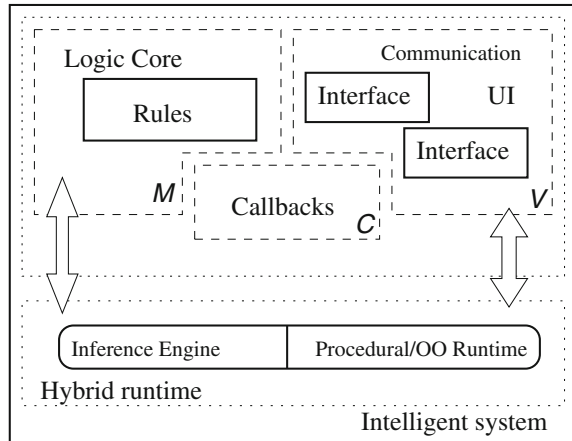 Logic Core
Communication
Rules
Interface
UI
Interface
M
Callbacks
C
V
Inference Engine
Procedural/OO Runtime
Hybrid runtime
Intelligent system